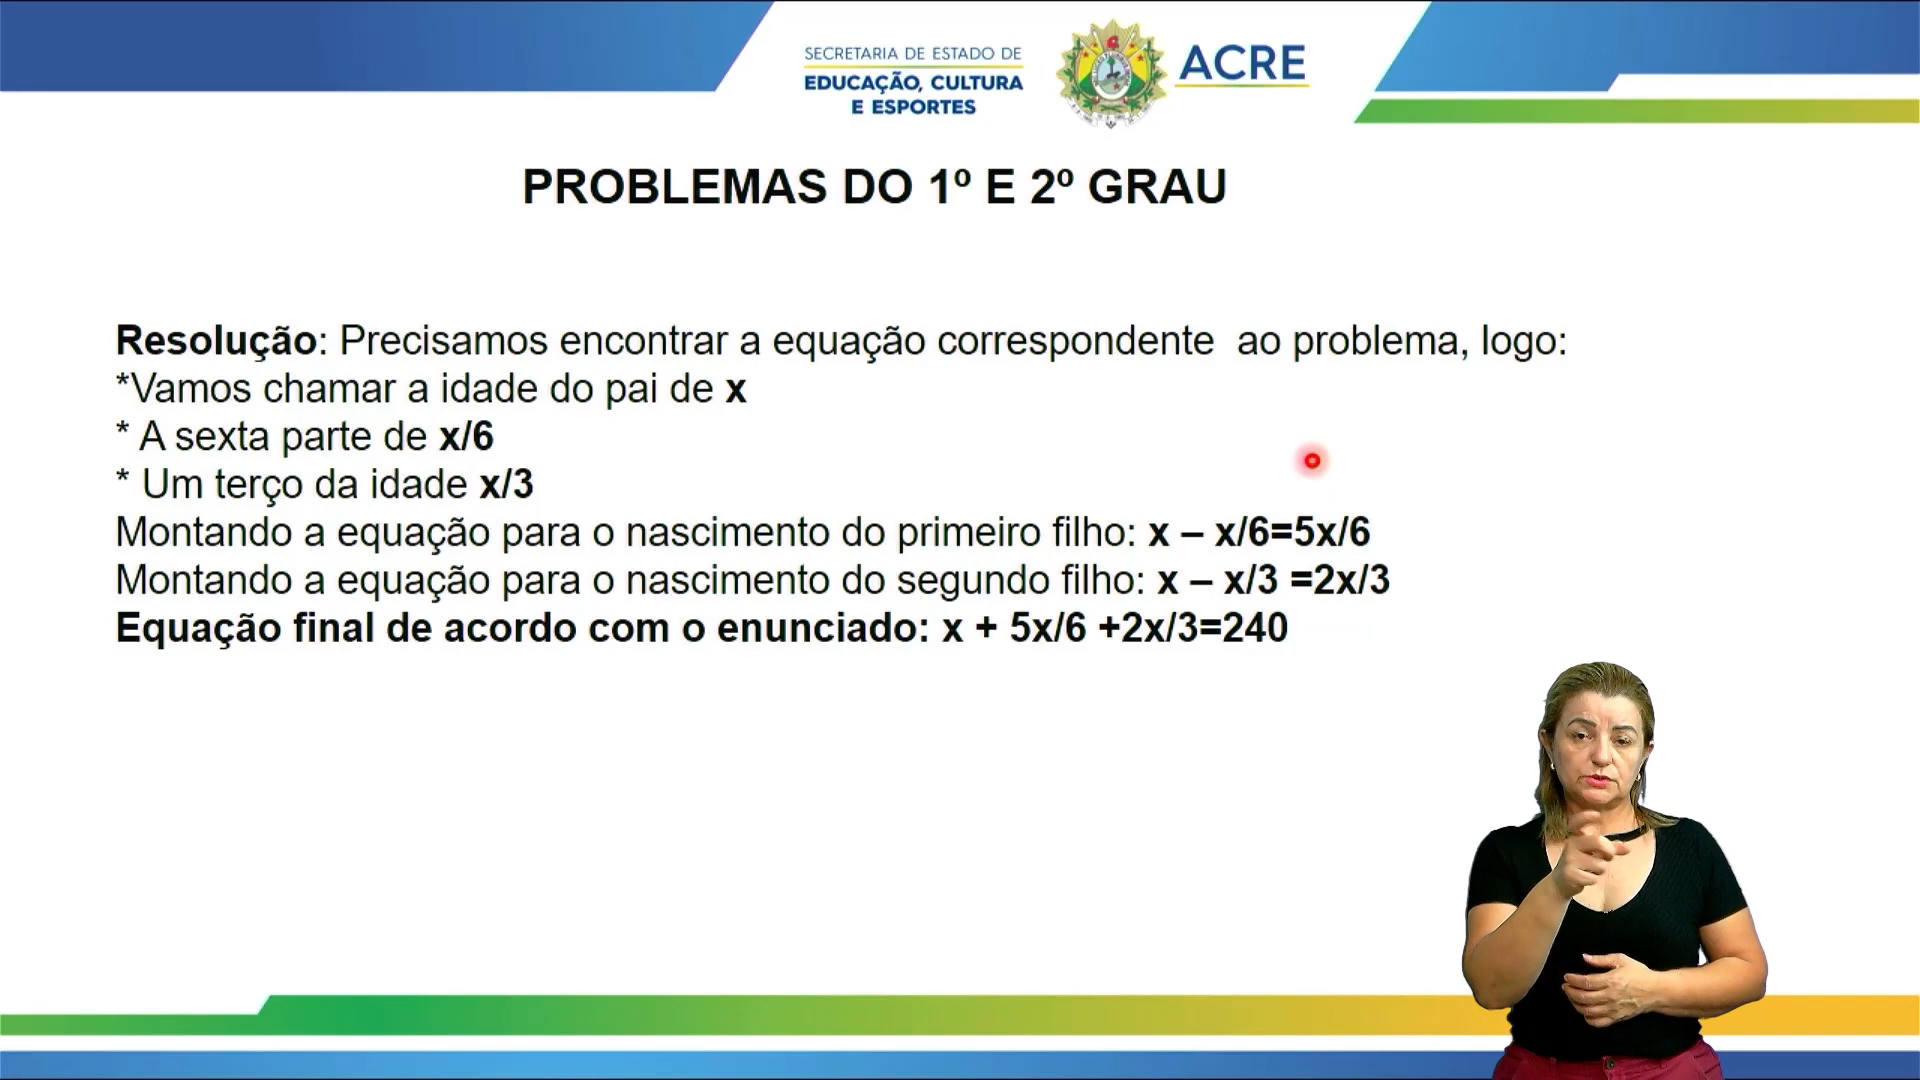 SECRETARIA DE ESTADO DE
EDUCAÇÃO, CULTURA
E ESPORTES
ACRE
PROBLEMAS DO 1º E 2º GRAU
Resolução: Precisamos encontrar a equação correspondente  ao problema, logo:
*Vamos chamar a idade do pai de x
* A sexta parte de x/6
* Um terço da idade x/3
Montando a equação para o nascimento do primeiro filho: x – x/6=5x/6
Montando a equação para o nascimento do segundo filho: x – x/3 =2x/3
Equação final de acordo com o enunciado: x + 5x/6 +2x/3=240